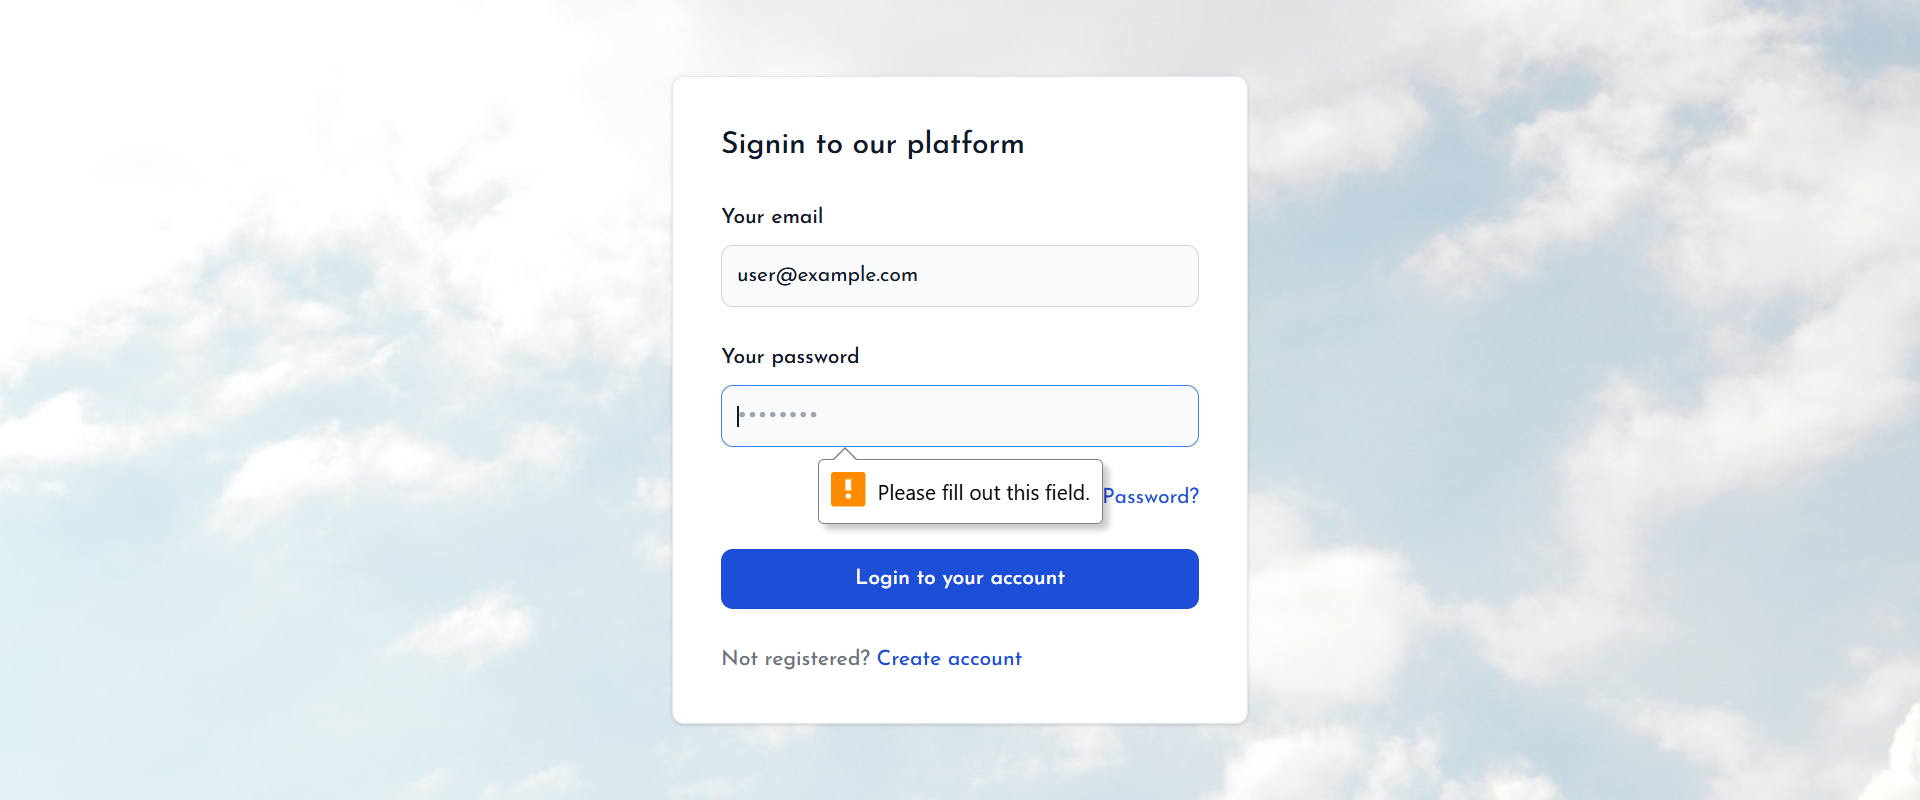 Signin to our platform
Your email
user@example.com
Your password
••••••••
Please fill out this field.
Password?
Login to your account
Not registered? Create account